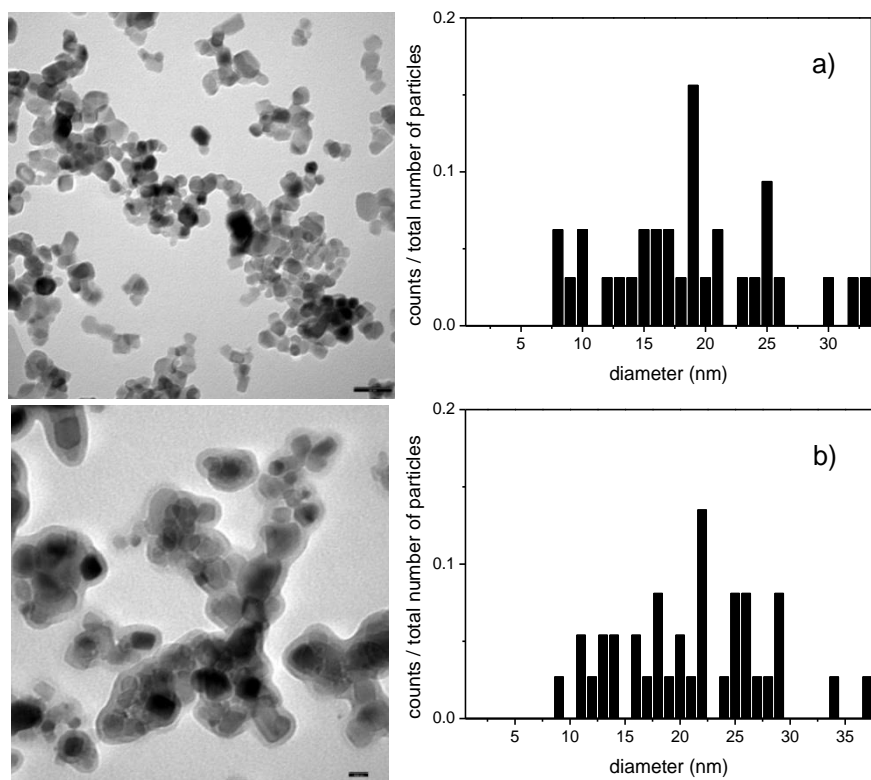 a)
0.2
0.1
0.0
counts / total number of particles
5 10 15 20 25 30
diameter (nm)
b)
0.2
0.1
0.0
counts / total number of particles
5 10 15 20 25 30 35
diameter (nm)